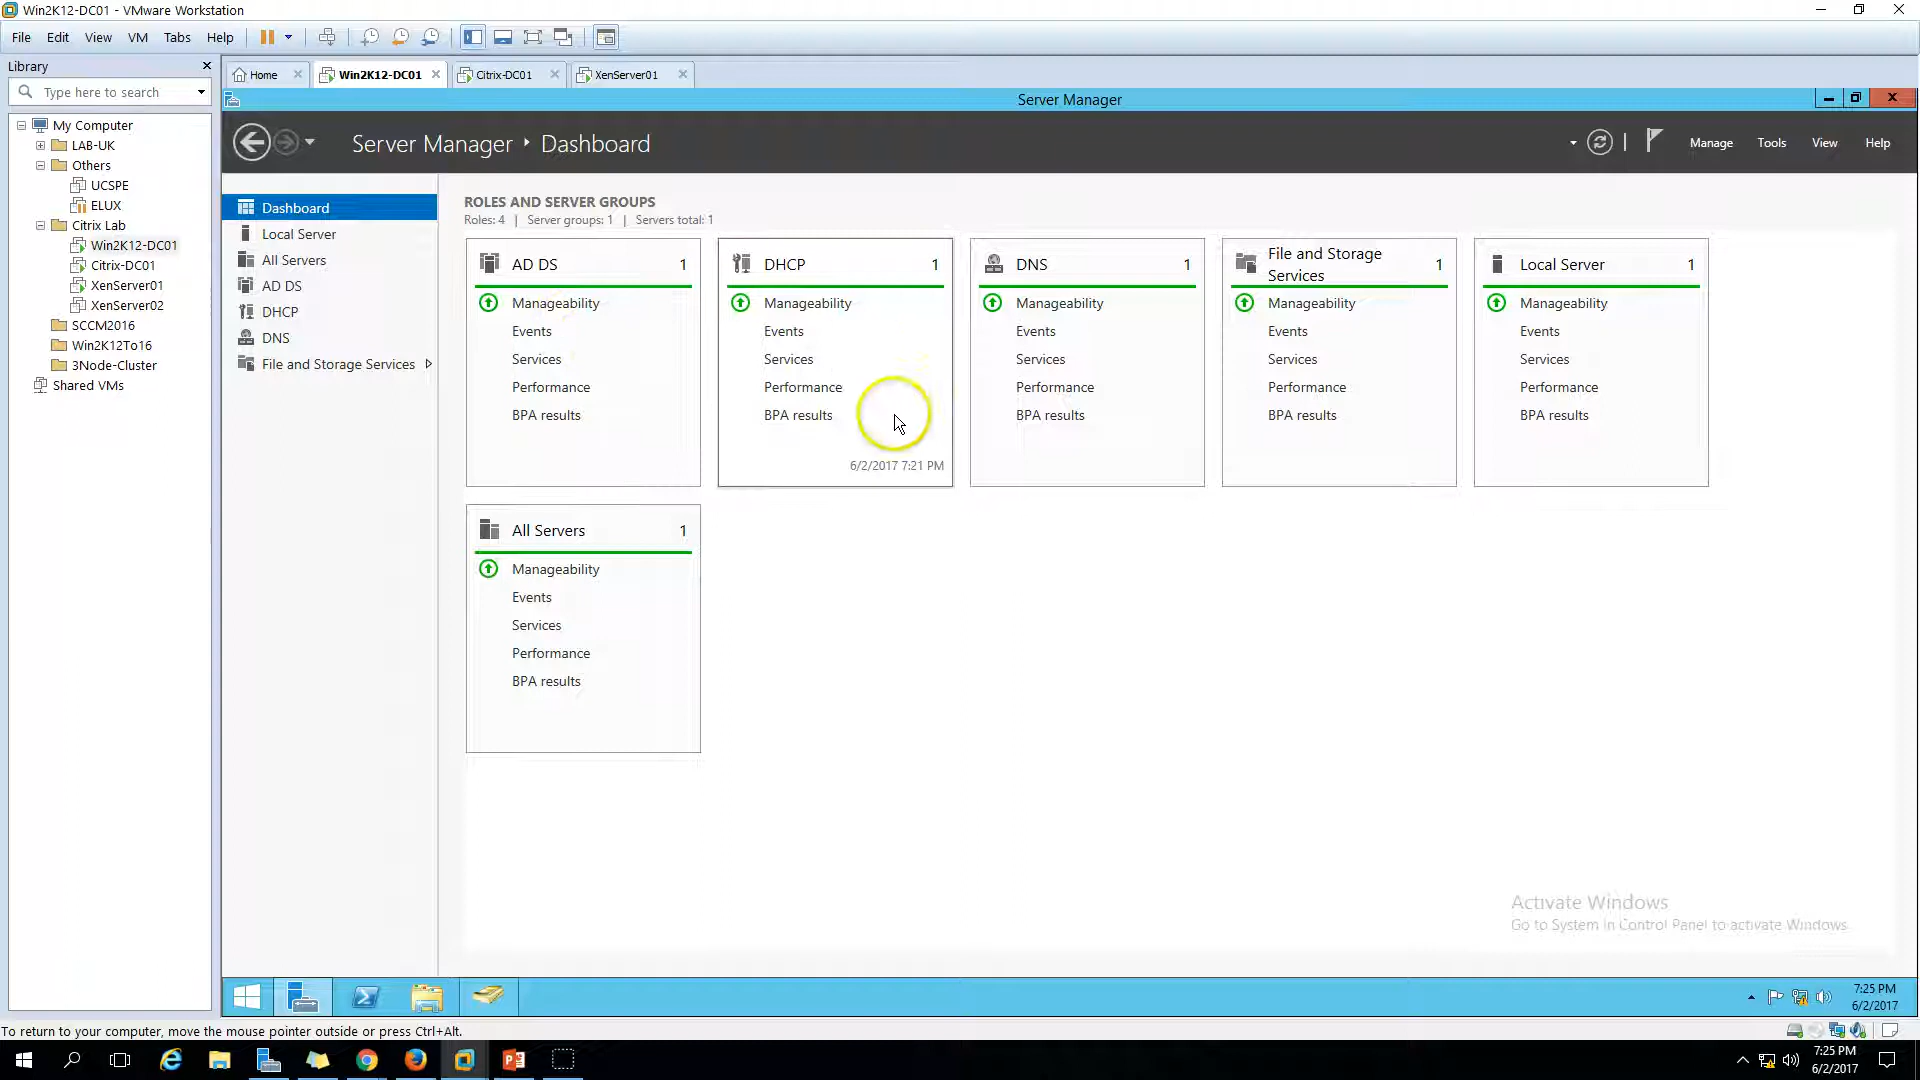 Win2K12-DC01 - VMware Workstation
File Edit View VM Tabs Help
Library
Type here to search
My Computer
LAB-UK
Others
UCSPE
ELUX
Citrix Lab
Win2K12-DC01
Citrix-DC01
XenServer01
XenServer02
SCCM2016
Win2K12To16
3Node-Cluster
Shared VMs
Home Win2K12-DC01 Citrix-DC01 XenServer01
Server Manager
Server Manager Dashboard
Manage Tools View Help
Dashboard
Local Server
All Servers
AD DS
DHCP
DNS
File and Storage Services
ROLES AND SERVER GROUPS
Roles: 4 | Server groups: 1 | Servers total: 1
AD DS 1
Manageability
Events
Services
Performance
BPA results
DHCP 1
Manageability
Events
Services
Performance
BPA results
6/2/2017 7:21 PM
DNS 1
Manageability
Events
Services
Performance
BPA results
File and Storage
Services 1
Manageability
Events
Services
Performance
BPA results
Local Server 1
Manageability
Events
Services
Performance
BPA results
All Servers 1
Manageability
Events
Services
Performance
BPA results
Activate Windows
Go to System in Control Panel to activate Windows.
7:25 PM
6/2/2017
To return to your computer, move the mouse pointer outside or press Ctrl+Alt.
7:25 PM
6/2/2017